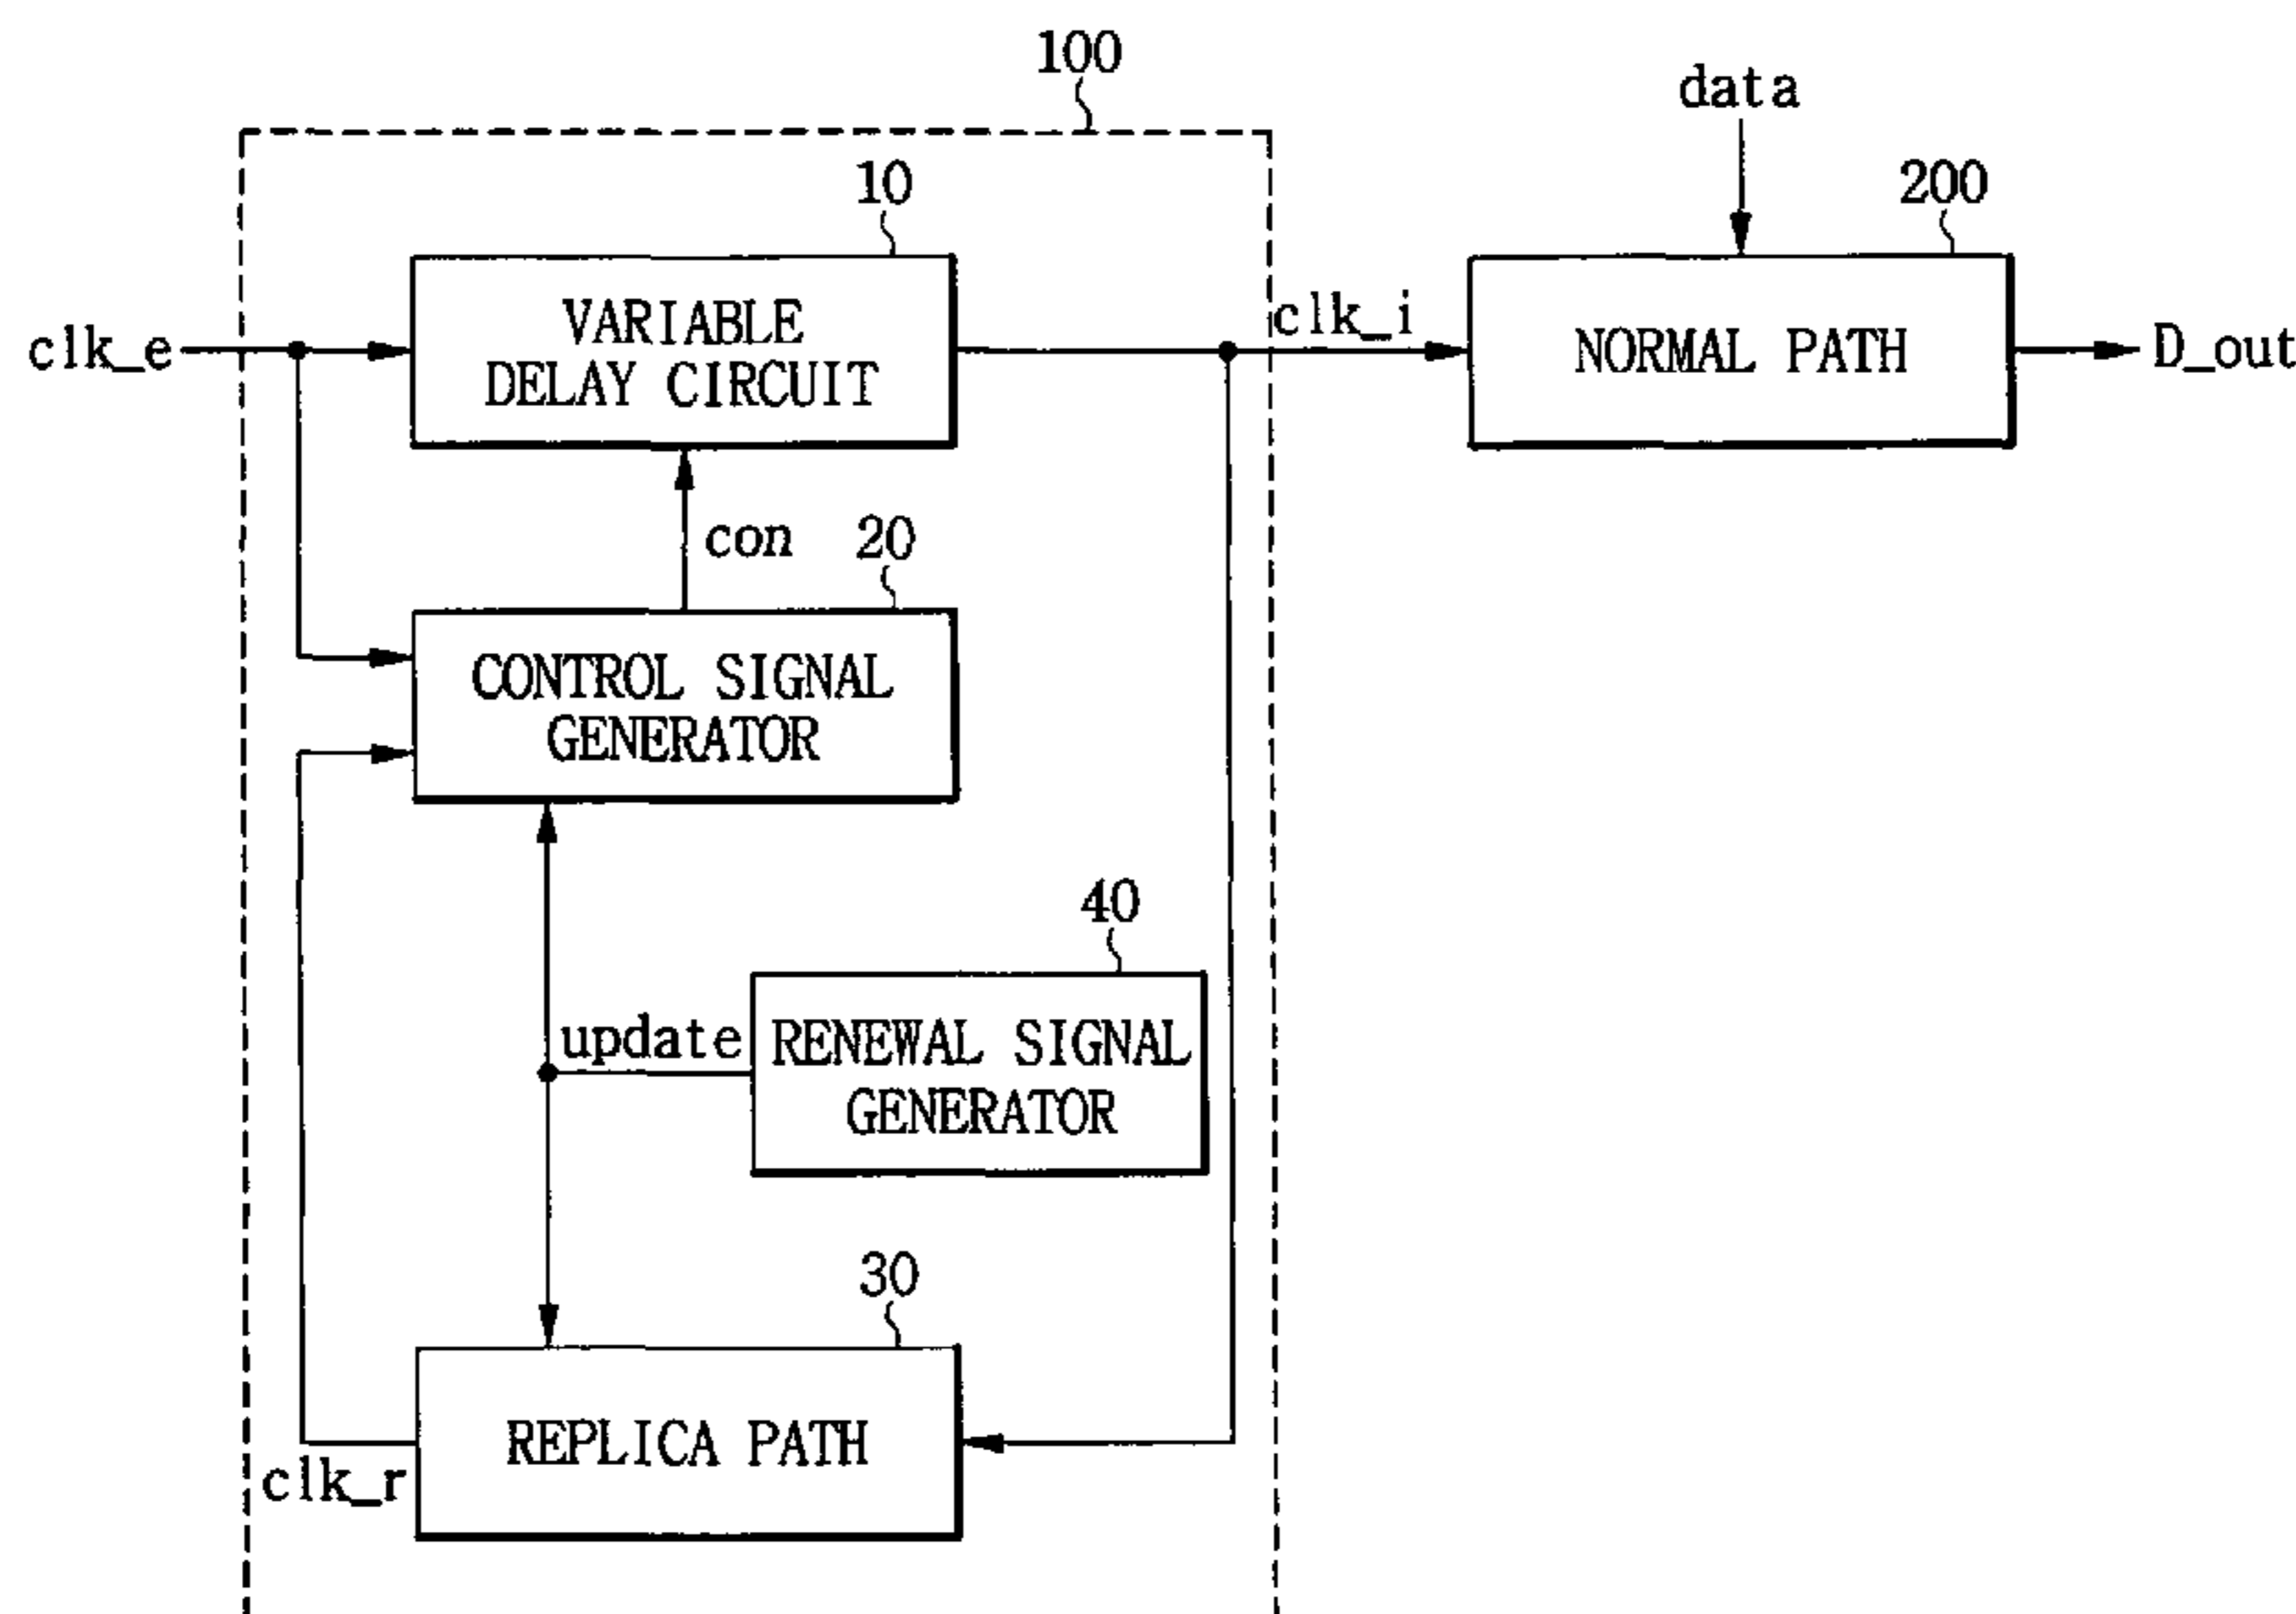 100
data
10
200
VARIABLE
DELAY CIRCUIT
clk_e
clk_i
NORMAL PATH
D_out
con
20
CONTROL SIGNAL
GENERATOR
40
update
RENEWAL SIGNAL
GENERATOR
30
REPLICA PATH
clk_r